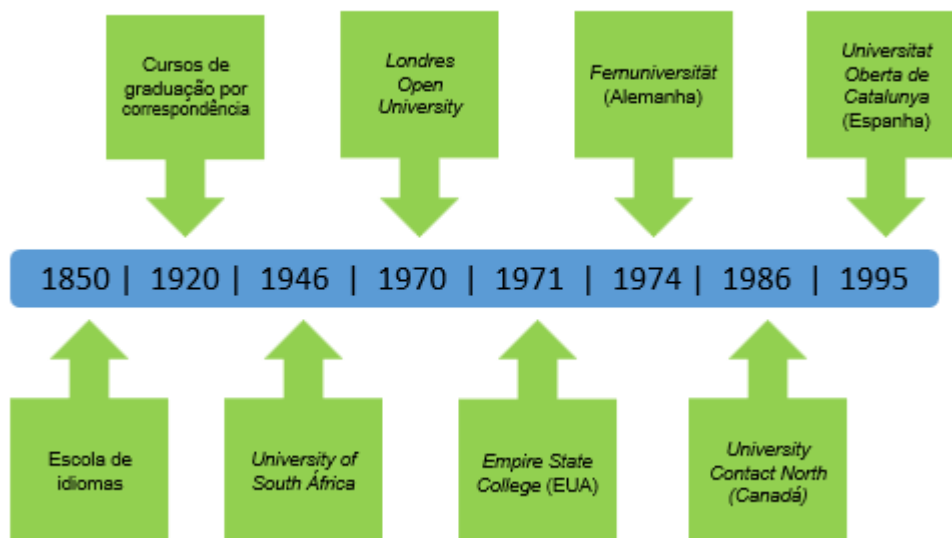 Cursos de
graduação por
correspondência
Londres
Open
University
Fernuniversität
(Alemanha)
Universitat
Oberta de
Catalunya
(Espanha)
1850 | 1920 | 1946 | 1970 | 1971 | 1974 | 1986 | 1995
Escola de
idiomas
University of
South África
Empire State
College (EUA)
University
Contact North
(Canadá)